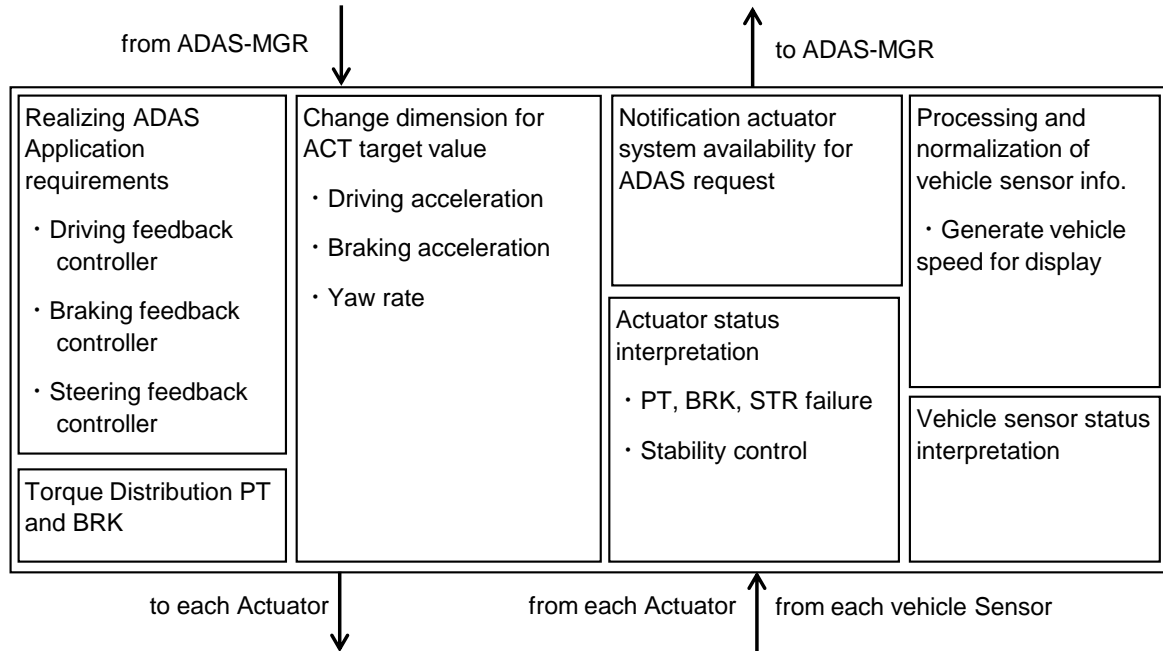 from ADAS-MGR
to ADAS-MGR
Realizing ADAS
Application
requirements
・Driving feedback
controller
・Braking feedback
controller
・Steering feedback
controller
Torque Distribution PT
and BRK
Change dimension for
ACT target value
・Driving acceleration
・Braking acceleration
・Yaw rate
Notification actuator
system availability for
ADAS request
Actuator status
interpretation
・PT, BRK, STR failure
・Stability control
Processing and
normalization of
vehicle sensor info.
・Generate vehicle
speed for display
Vehicle sensor status
interpretation
to each Actuator
from each Actuator
from each vehicle Sensor